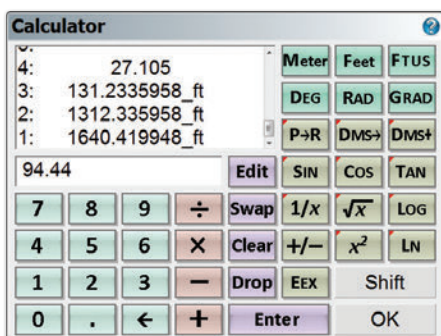 Calculator
5:
4: 27.105
3: 131.2335958_ft
2: 1312.335958_ft
1: 1640.419948_ft
Meter Feet FTUS
DEG RAD GRAD
P→R DMS→ DMS+
94.44 Edit SIN COS TAN
7 8 9 ÷ Swap 1/x √x LOG
4 5 6 × Clear +/− x² LN
1 2 3 − Drop EEX Shift
0 . ← + Enter OK